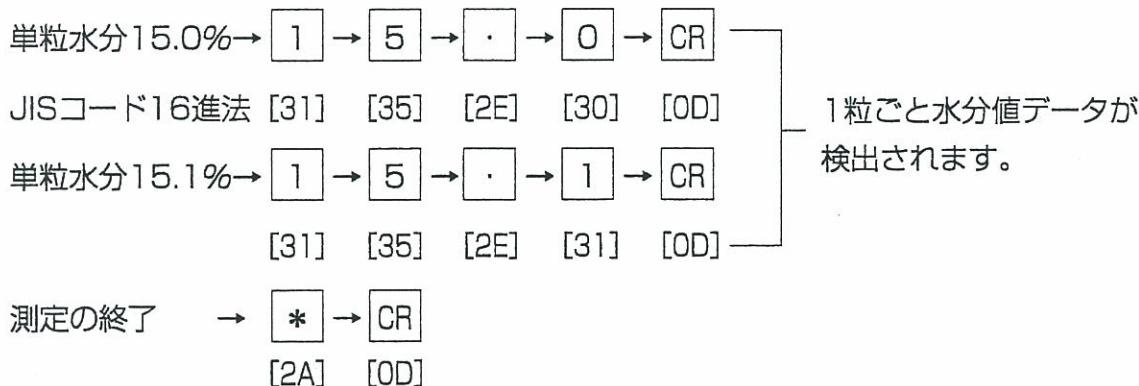 単粒水分15.0%→ 1 → 5 → · → 0 → CR
JISコード16進法 [31] [35] [2E] [30] [0D]
1粒ごと水分値データが
検出されます。
単粒水分15.1%→ 1 → 5 → · → 1 → CR
[31] [35] [2E] [31] [0D]
測定の終了 → * → CR
[2A] [0D]